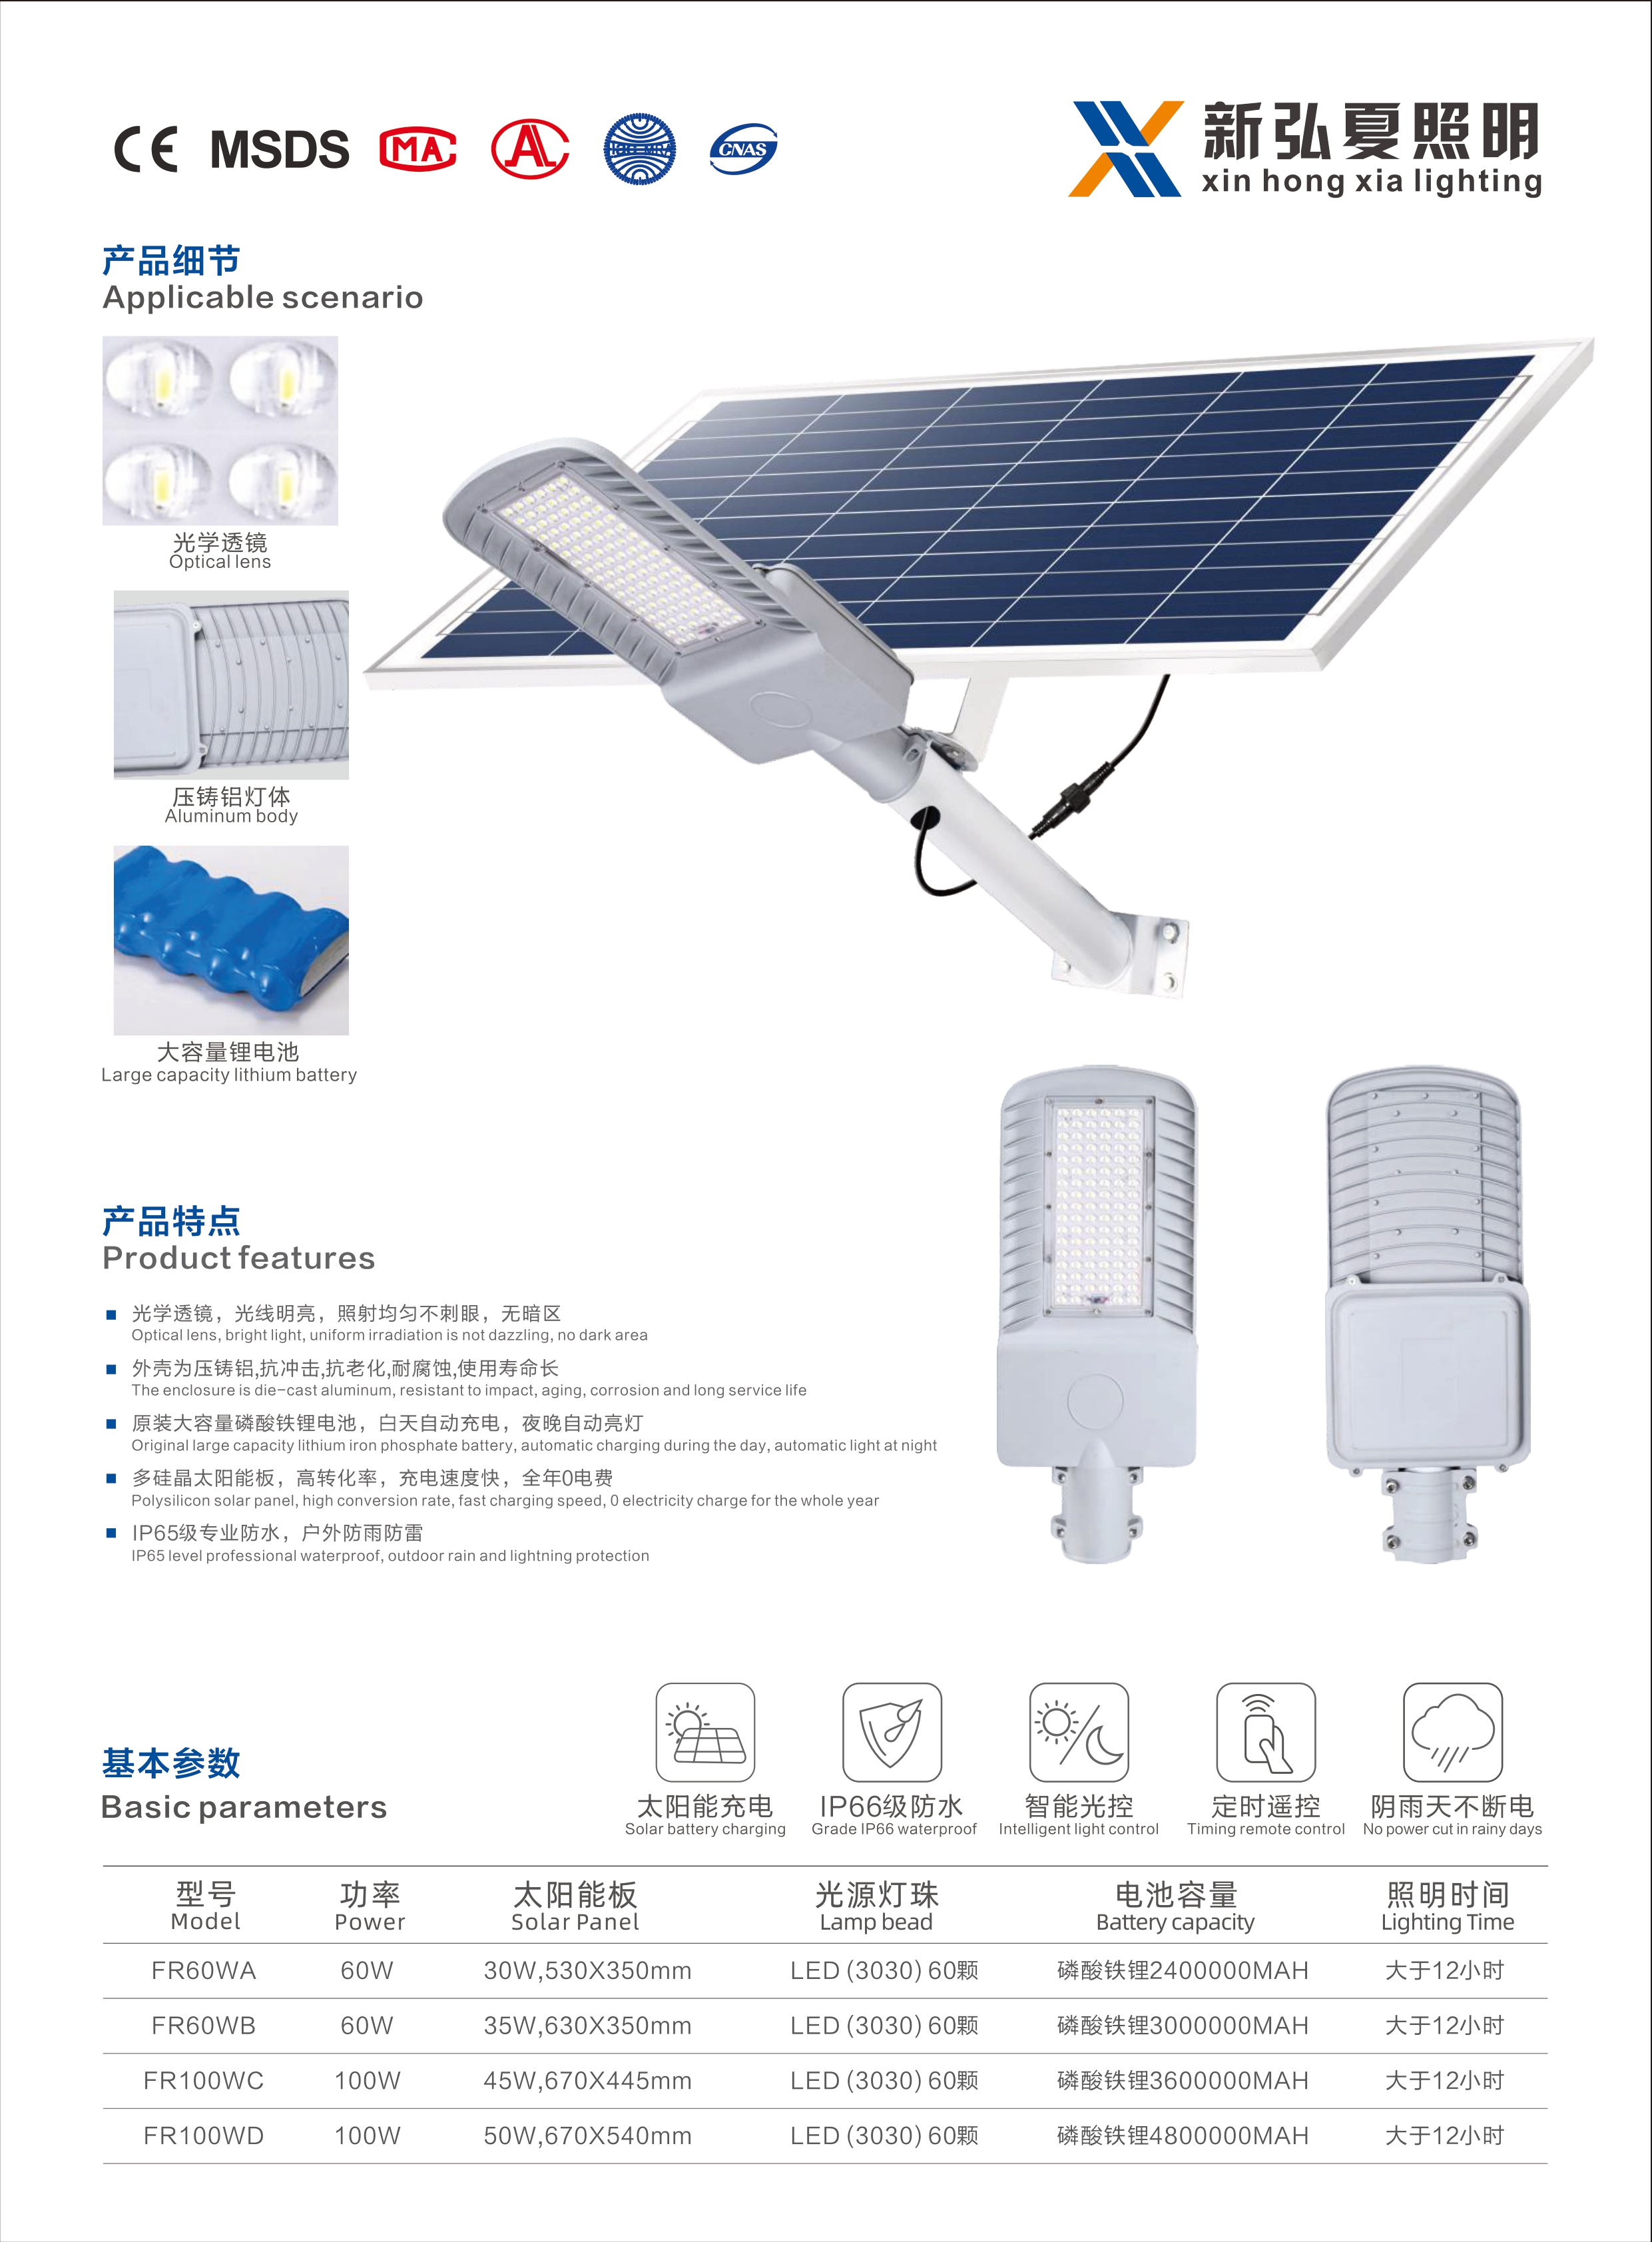 CE MSDS MA AL ilac-MRA CNAS
新弘夏照明
xin hong xia lighting
产品细节
Applicable scenario
光学透镜
Optical lens
压铸铝灯体
Aluminum body
大容量锂电池
Large capacity lithium battery
产品特点
Product features
光学透镜，光线明亮，照射均匀不刺眼，无暗区
Optical lens, bright light, uniform irradiation is not dazzling, no dark area
外壳为压铸铝,抗冲击,抗老化,耐腐蚀,使用寿命长
The enclosure is die-cast aluminum, resistant to impact, aging, corrosion and long service life
原装大容量磷酸铁锂电池，白天自动充电，夜晚自动亮灯
Original large capacity lithium iron phosphate battery, automatic charging during the day, automatic light at night
多硅晶太阳能板，高转化率，充电速度快，全年0电费
Polysilicon solar panel, high conversion rate, fast charging speed, 0 electricity charge for the whole year
IP65级专业防水，户外防雨防雷
IP65 level professional waterproof, outdoor rain and lightning protection
太阳能充电 IP66级防水 智能光控 定时遥控 阴雨天不断电
Solar battery charging Grade IP66 waterproof Intelligent light control Timing remote control No power cut in rainy days
基本参数
Basic parameters
型号 功率 太阳能板 光源灯珠 电池容量 照明时间
Model Power Solar Panel Lamp bead Battery capacity Lighting Time
FR60WA 60W 30W,530X350mm LED (3030) 60颗 磷酸铁锂2400000MAH 大于12小时
FR60WB 60W 35W,630X350mm LED (3030) 60颗 磷酸铁锂3000000MAH 大于12小时
FR100WC 100W 45W,670X445mm LED (3030) 60颗 磷酸铁锂3600000MAH 大于12小时
FR100WD 100W 50W,670X540mm LED (3030) 60颗 磷酸铁锂4800000MAH 大于12小时